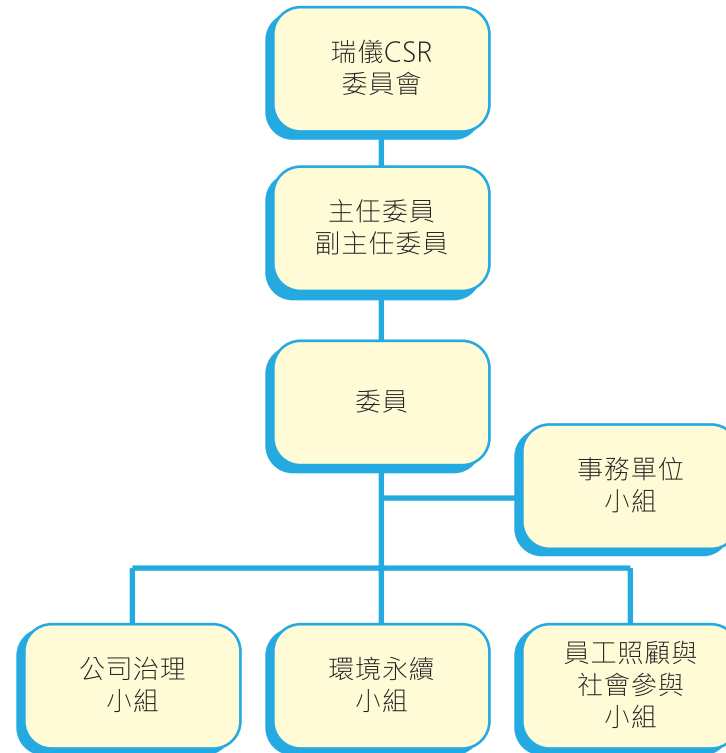 瑞儀CSR
委員會
主任委員
副主任委員
委員
事務單位
小組
公司治理
小組
環境永續
小組
員工照顧與
社會參與
小組